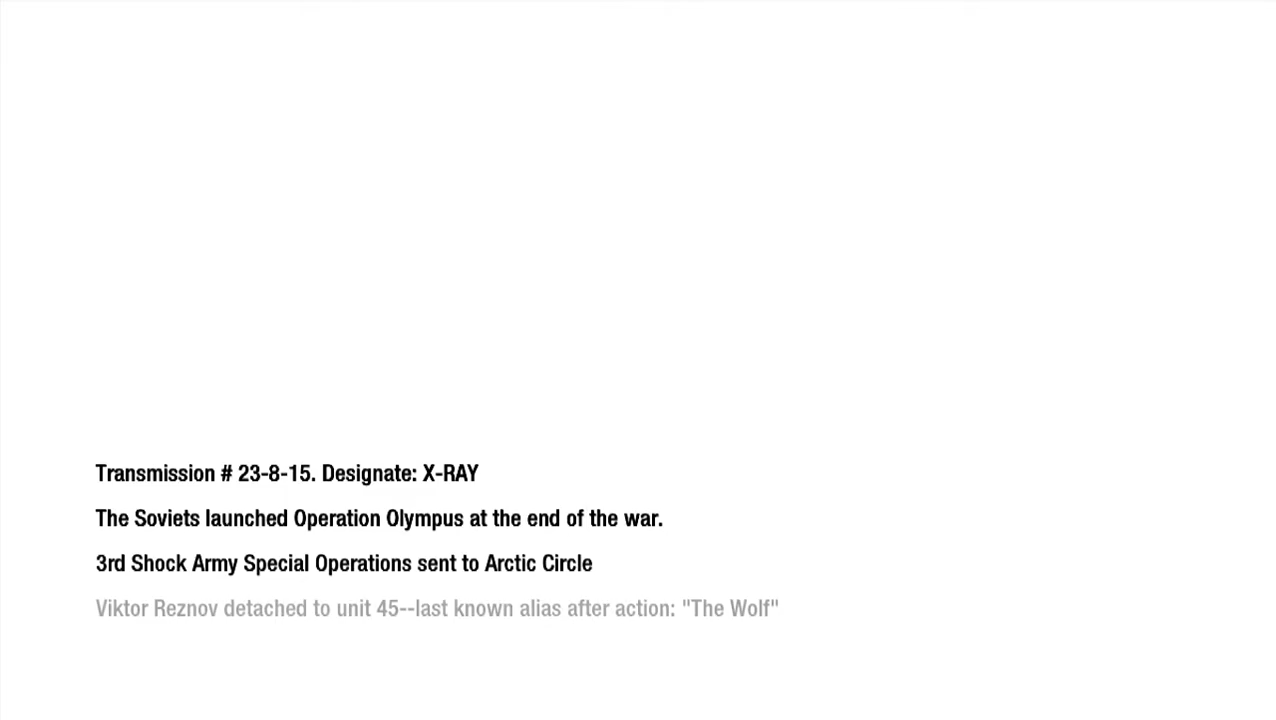 Transmission # 23-8-15. Designate: X-RAY
The Soviets launched Operation Olympus at the end of the war.
3rd Shock Army Special Operations sent to Arctic Circle
Viktor Reznov detached to unit 45--last known alias after action: "The Wolf"